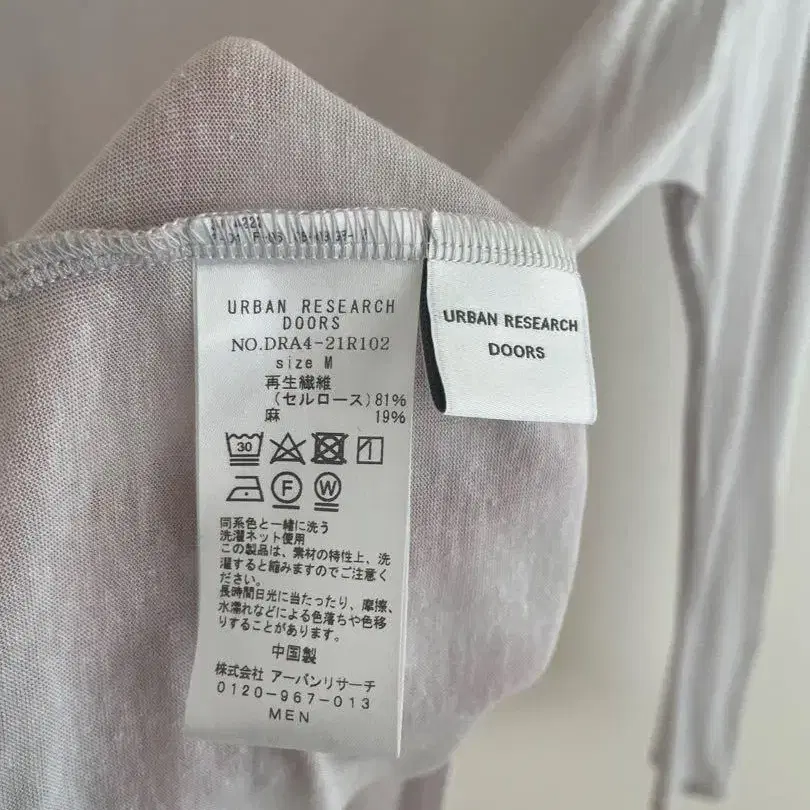 URBAN RESEARCH
DOORS
NO.DRA4-21R102
size M
再生繊維
(セルロース)81%
麻 19%
30
F W
同系色と一緒に洗う
洗濯ネット使用
この製品は、素材の特性上、洗
濯すると縮みますのでご注意く
ださい。
長時間日光に当たったり、摩擦、
水濡れなどによる色落ちや色移
りすることがあります。
中国製
株式会社 アーバンリサーチ
0120-967-013
MEN
URBAN RESEARCH
DOORS